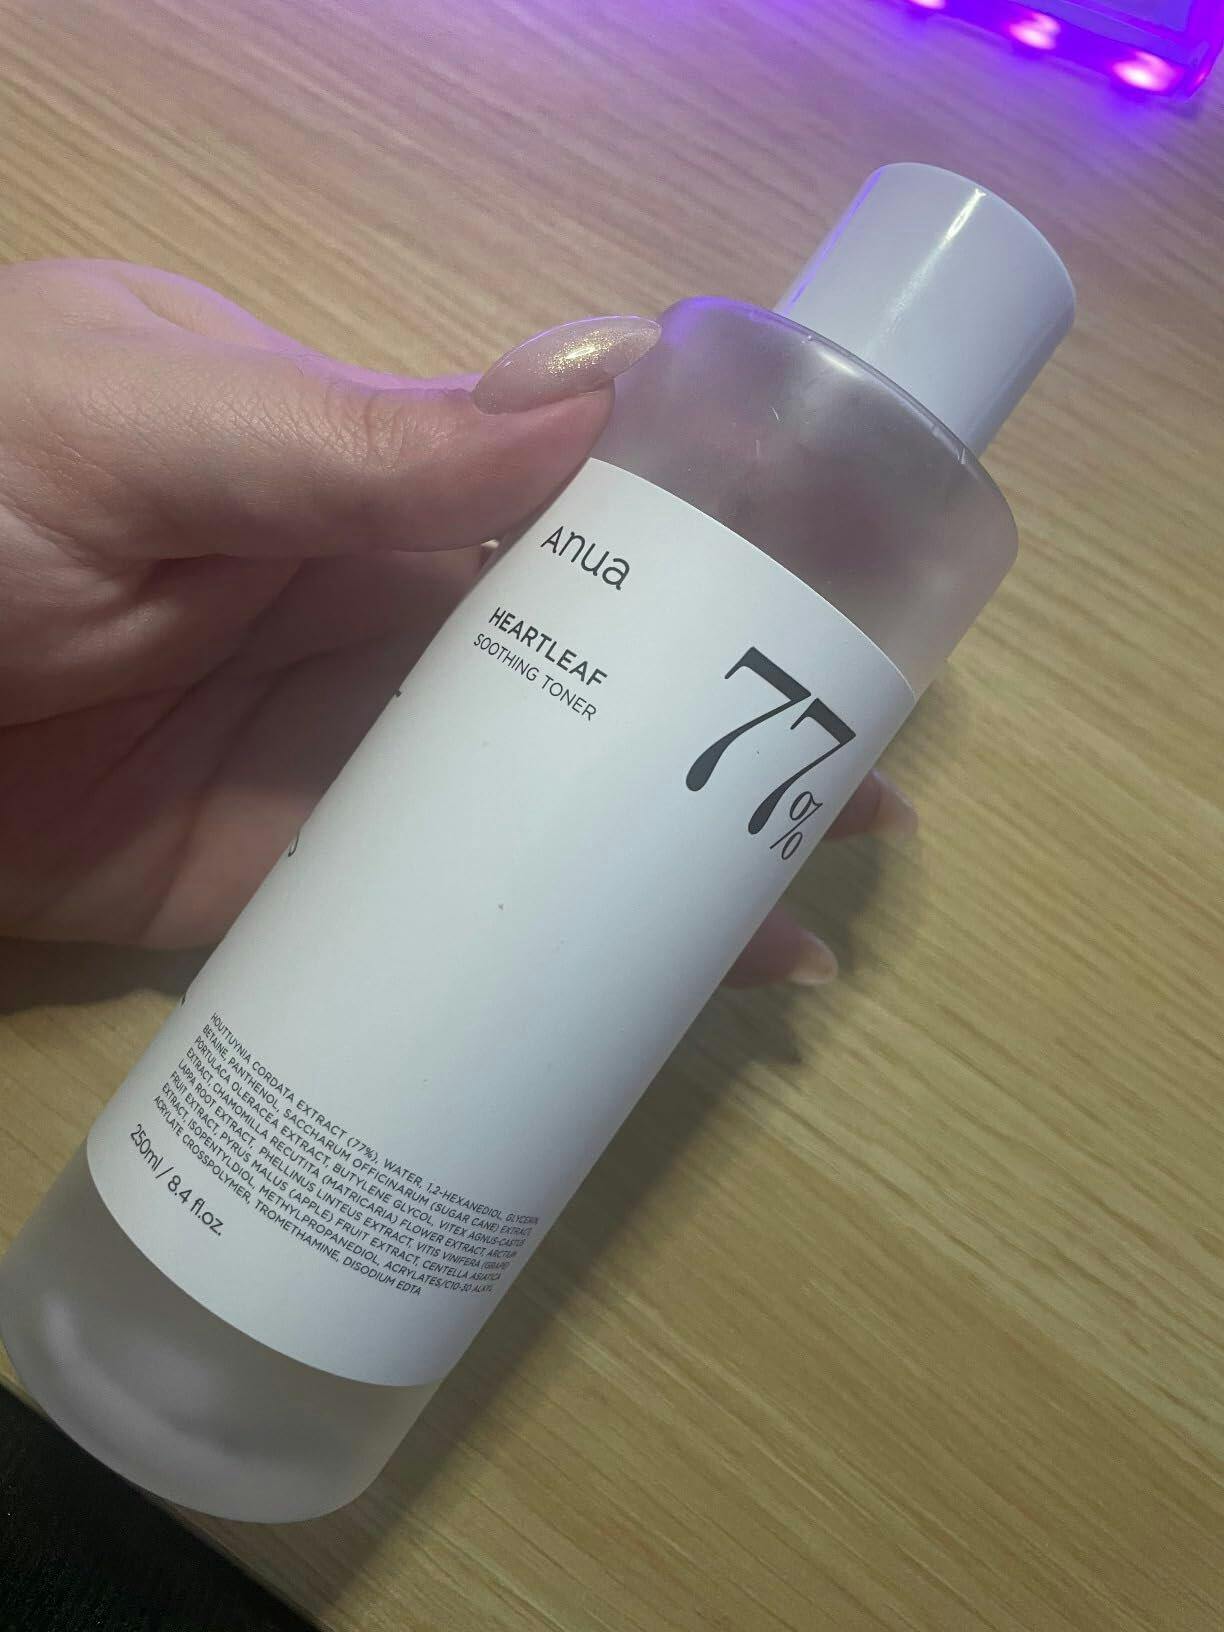 Anua
HEARTLEAF
SOOTHING TONER
77%
HOUTTUYNIA CORDATA EXTRACT (77%), WATER, 1,2-HEXANEDIOL, GLYCERIN,
BETAINE, PANTHENOL, SACCHARUM OFFICINARUM (SUGAR CANE) EXTRACT,
PORTULACA OLERACEA EXTRACT, BUTYLENE GLYCOL, VITEX AGNUS-CASTUS
EXTRACT, CHAMOMILLA RECUTITA (MATRICARIA) FLOWER EXTRACT, ARCTIUM
LAPPA ROOT EXTRACT, PHELLINUS LINTEUS EXTRACT, VITIS VINIFERA (GRAPE)
FRUIT EXTRACT, PYRUS MALUS (APPLE) FRUIT EXTRACT, CENTELLA ASIATICA
EXTRACT, ISOPENTYLDIOL, METHYLPROPANEDIOL, ACRYLATES/C10-30 ALKYL
ACRYLATE CROSSPOLYMER, TROMETHAMINE, DISODIUM EDTA
250ml / 8.4 fl.oz.